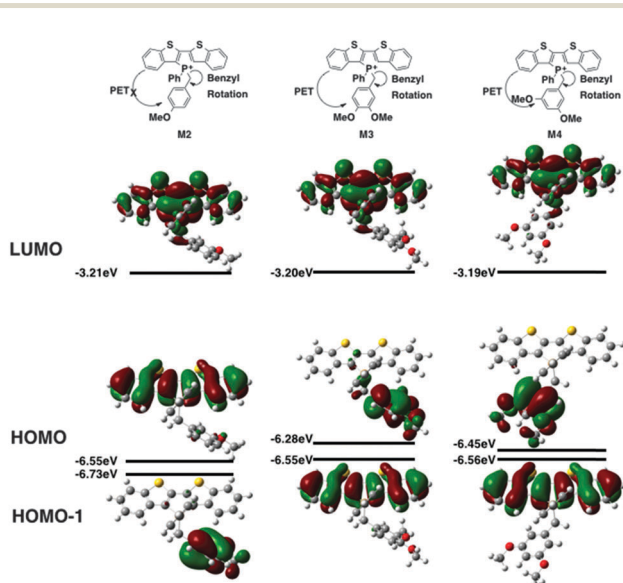 S S
S S
S S
P+
P+
P+
Ph Benzyl
Ph Benzyl
Ph Benzyl
PETX Rotation
PET Rotation
PET MeO Rotation
MeO
MeO OMe
OMe
M2
M3
M4
LUMO
-3.21eV
-3.20eV
-3.19eV
HOMO
-6.55eV
-6.28eV
-6.45eV
HOMO-1
-6.73eV
-6.55eV
-6.56eV